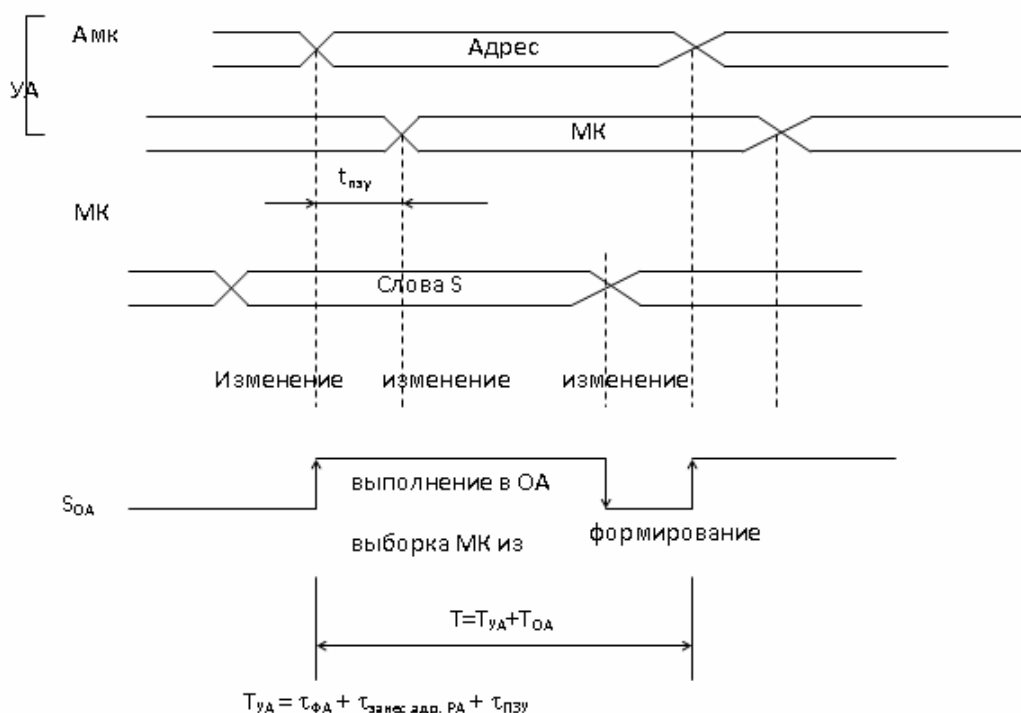 Амк
Адрес
УА
МК
tпзу
МК
Слова S
Изменение изменение изменение
выполнение в ОА
SОА
выборка МК из
формирование
T=TУА+TОА
TУА = τФА + τзанес.адр. РА + τПЗУ